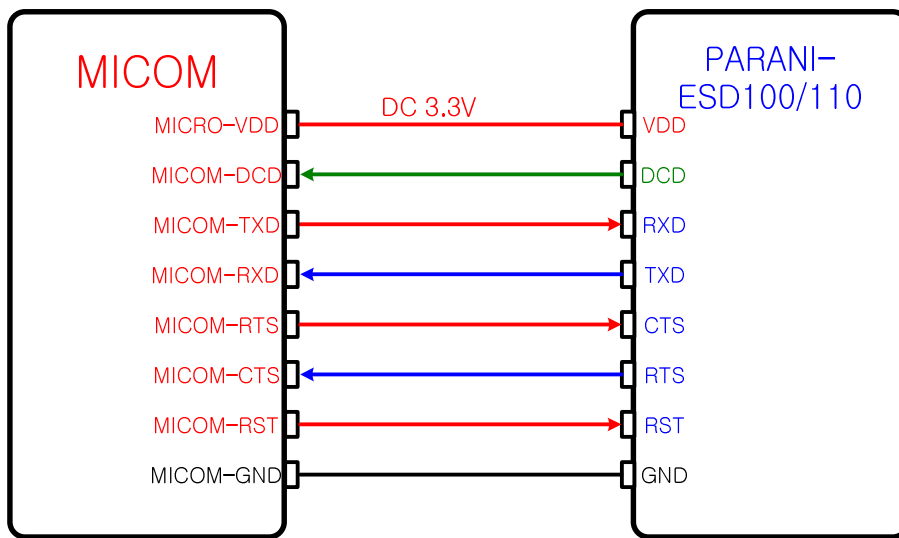 MICOM
PARANI-
ESD100/110
DC 3.3V
MICRO-VDD
VDD
MICOM-DCD
DCD
MICOM-TXD
RXD
MICOM-RXD
TXD
MICOM-RTS
CTS
MICOM-CTS
RTS
MICOM-RST
RST
MICOM-GND
GND